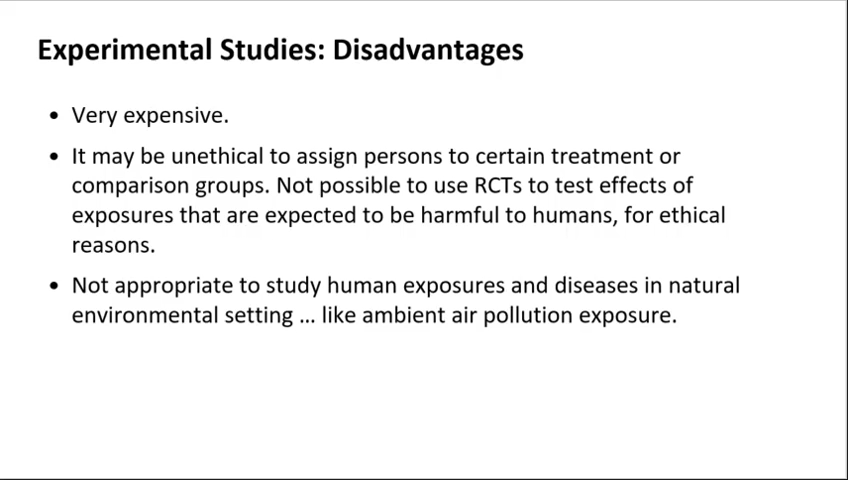 Experimental Studies: Disadvantages
• Very expensive.
• It may be unethical to assign persons to certain treatment or
comparison groups. Not possible to use RCTs to test effects of
exposures that are expected to be harmful to humans, for ethical
reasons.
• Not appropriate to study human exposures and diseases in natural
environmental setting ... like ambient air pollution exposure.